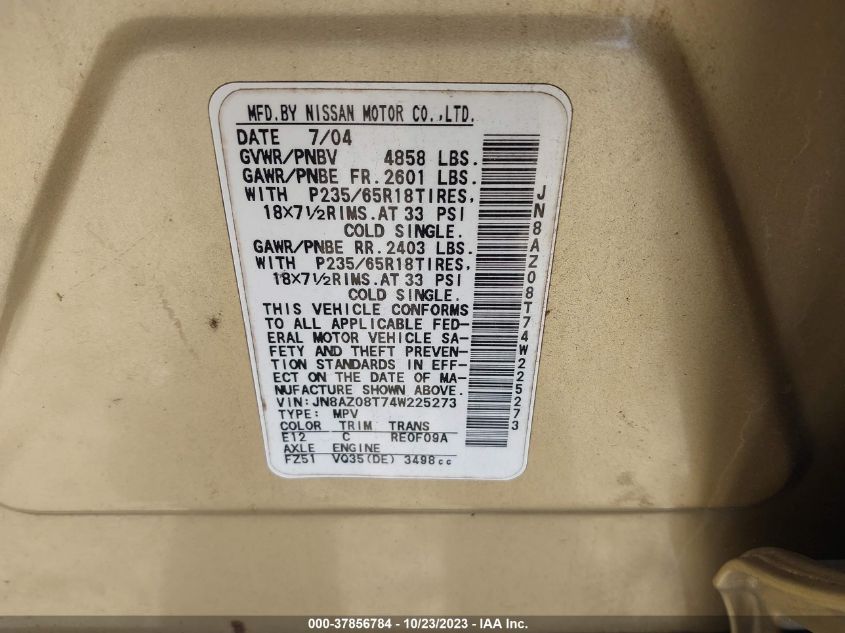 MFD.BY NISSAN MOTOR CO.,LTD.
DATE 7/04
GVWR/PNBV 4858 LBS.
GAWR/PNBE FR.2601 LBS.
WITH P235/65R18TIRES,
18×7½RIMS.AT 33 PSI
COLD SINGLE.
GAWR/PNBE RR.2403 LBS.
WITH P235/65R18TIRES,
18×7½RIMS.AT 33 PSI
COLD SINGLE.
THIS VEHICLE CONFORMS
TO ALL APPLICABLE FED-
ERAL MOTOR VEHICLE SA-
FETY AND THEFT PREVEN-
TION STANDARDS IN EFF-
ECT ON THE DATE OF MA-
NUFACTURE SHOWN ABOVE.
VIN:JN8AZ08T74W225273
TYPE: MPV
COLOR TRIM TRANS
E12 C RE0F09A
AXLE ENGINE
FZ51 VQ35(DE) 3498cc
JN8AZ08T74W225273
000-37856784 - 10/23/2023 - IAA Inc.